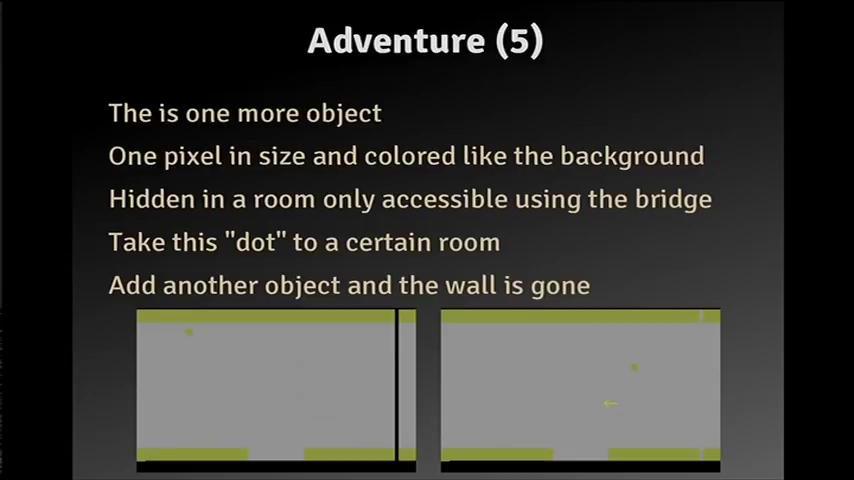 Adventure (5)
The is one more object
One pixel in size and colored like the background
Hidden in a room only accessible using the bridge
Take this "dot" to a certain room
Add another object and the wall is gone